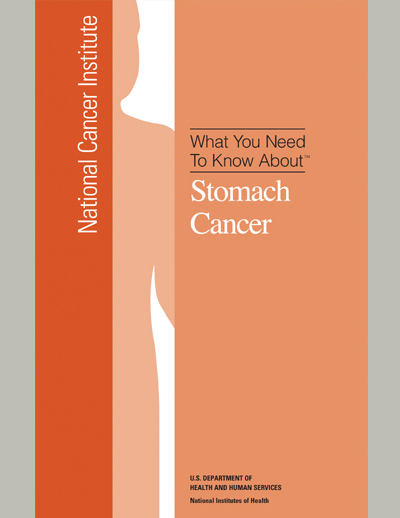 National Cancer Institute
What You Need
To Know About™
Stomach
Cancer
U.S. DEPARTMENT OF
HEALTH AND HUMAN SERVICES
National Institutes of Health